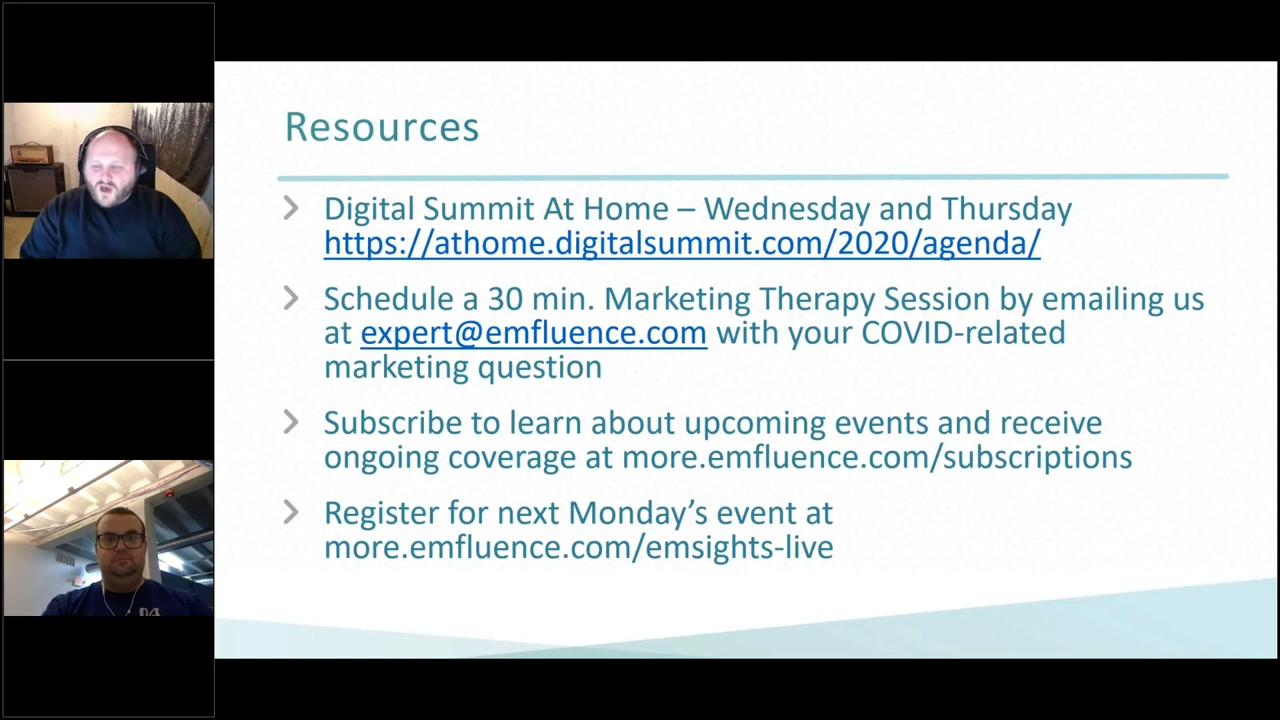 Resources
Digital Summit At Home – Wednesday and Thursday
https://athome.digitalsummit.com/2020/agenda/
Schedule a 30 min. Marketing Therapy Session by emailing us
at expert@emfluence.com with your COVID-related
marketing question
Subscribe to learn about upcoming events and receive
ongoing coverage at more.emfluence.com/subscriptions
Register for next Monday’s event at
more.emfluence.com/emsights-live